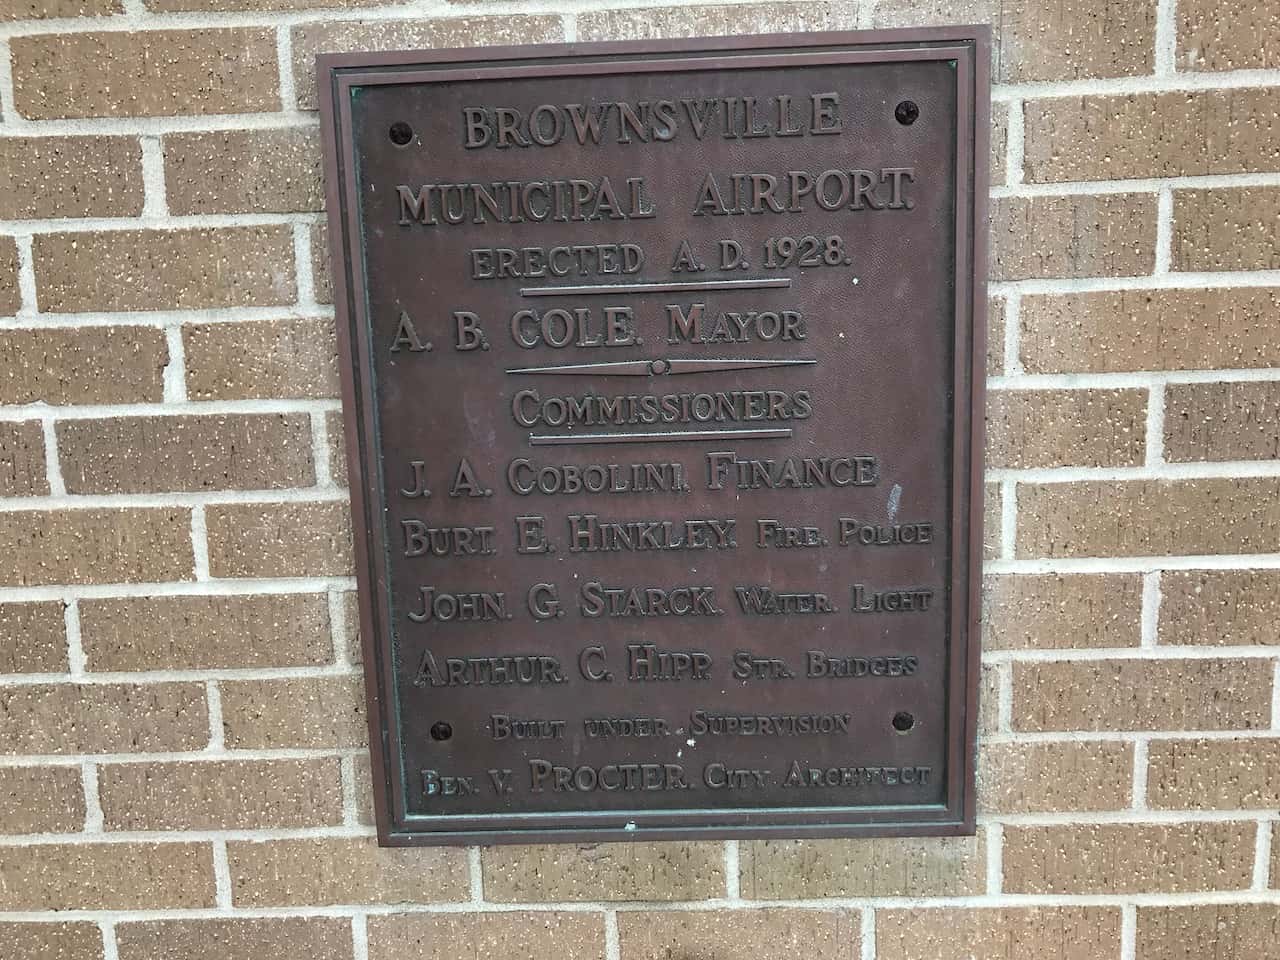 BROWNSVILLE
MUNICIPAL AIRPORT.
ERECTED A. D. 1928.
A. B. COLE. MAYOR
COMMISSIONERS
J. A. COBOLINI. FINANCE
BURT. E. HINKLEY. FIRE. POLICE
JOHN. G. STARCK. WATER. LIGHT
ARTHUR. C. HIPP. STR. BRIDGES
BUILT UNDER. SUPERVISION
BEN. V. PROCTER. CITY ARCHITECT